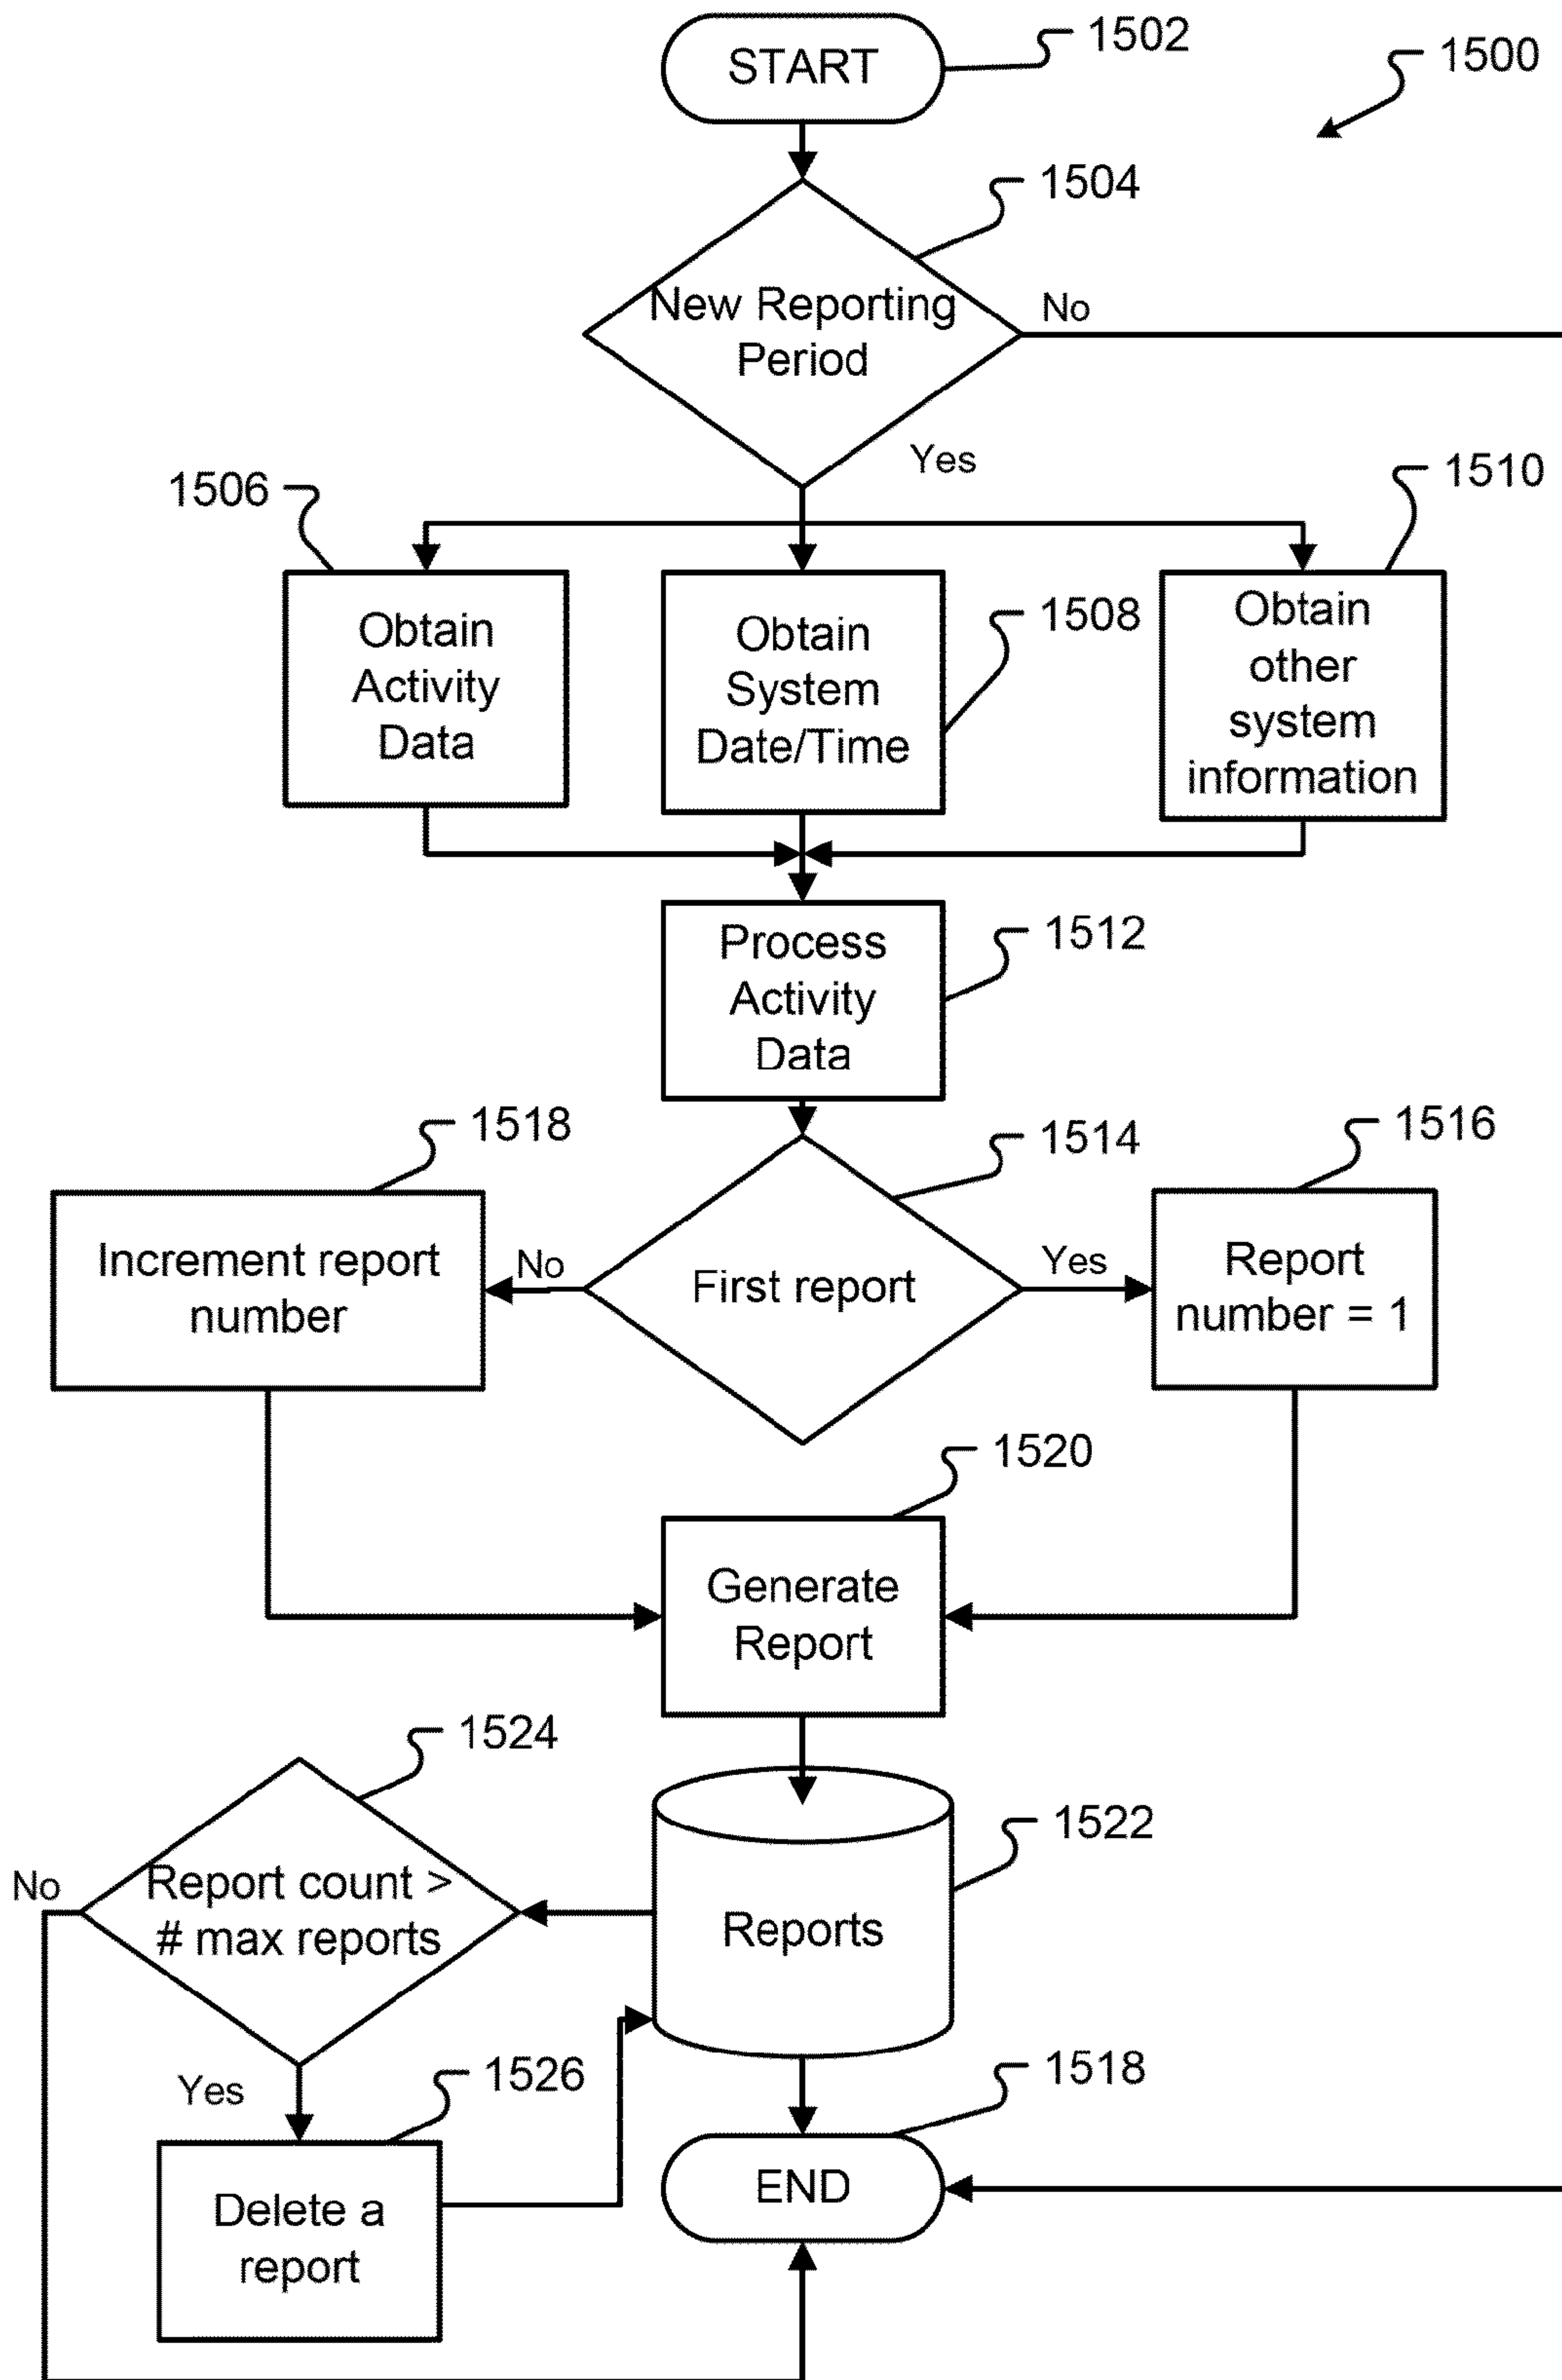 START
1502
1500
1504
New Reporting
Period
No
Yes
1506
1510
Obtain
Activity
Data
Obtain
System
Date/Time
1508
Obtain
other
system
information
Process
Activity
Data
1512
1518
1514
1516
Increment report
number
No
First report
Yes
Report
number = 1
1520
Generate
Report
1524
1522
No
Report count >
# max reports
Reports
Yes
1526
1518
Delete a
report
END